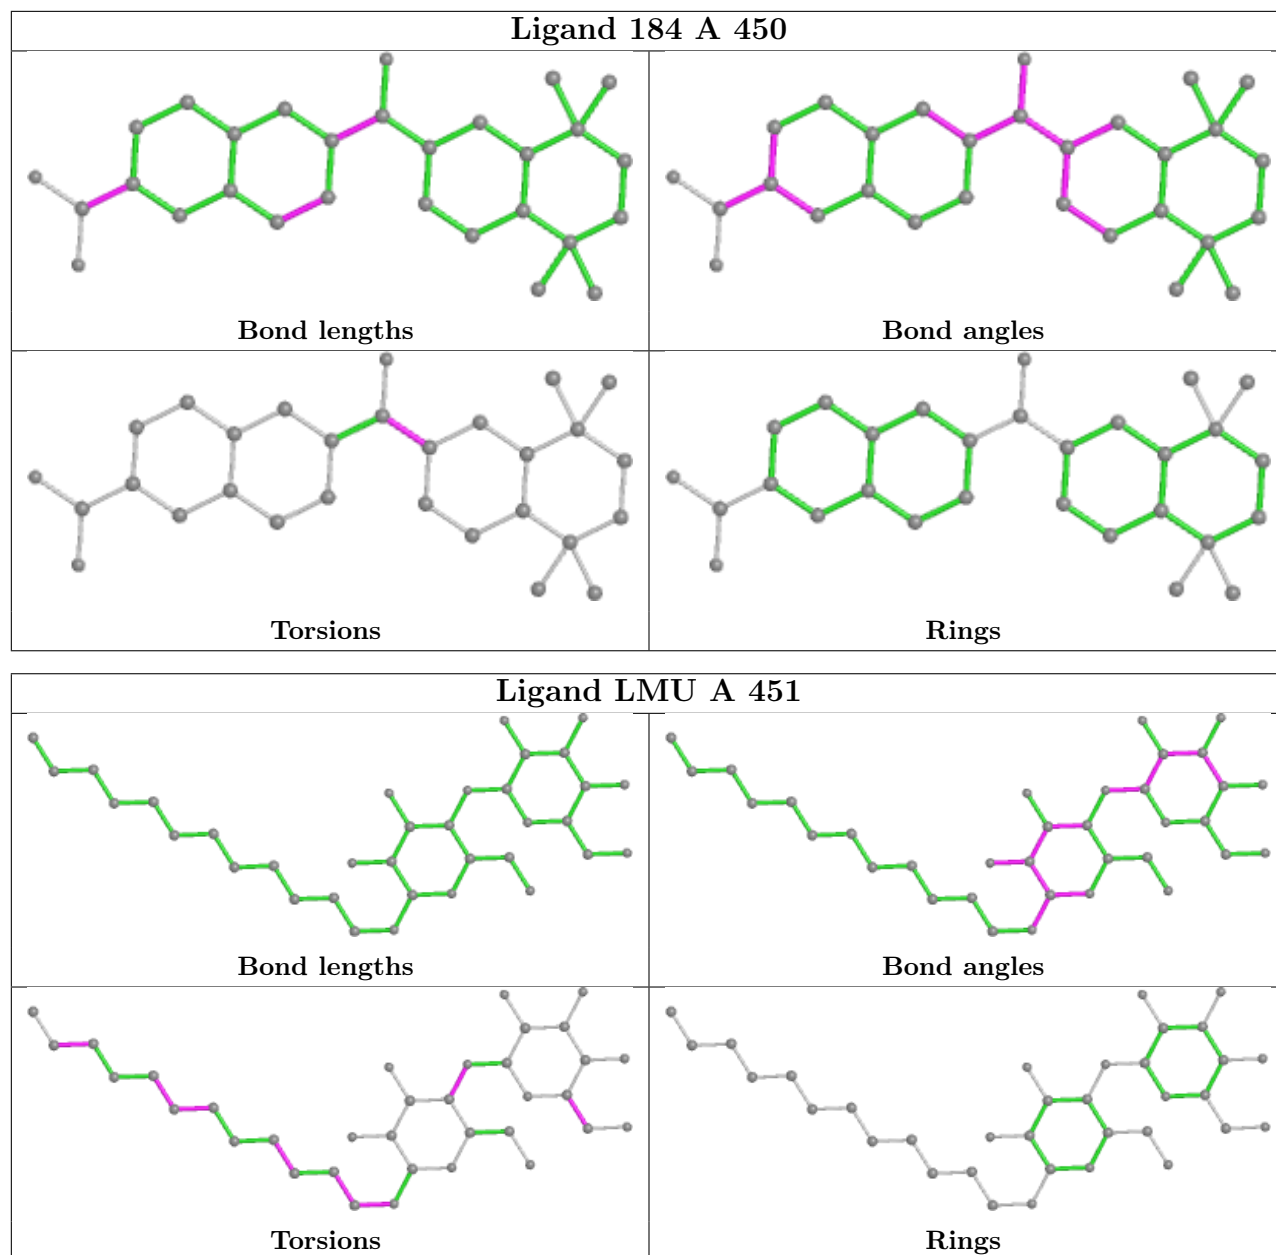 Ligand 184 A 450
Bond lengths
Bond angles
Torsions
Rings
Ligand LMU A 451
Bond lengths
Bond angles
Torsions
Rings